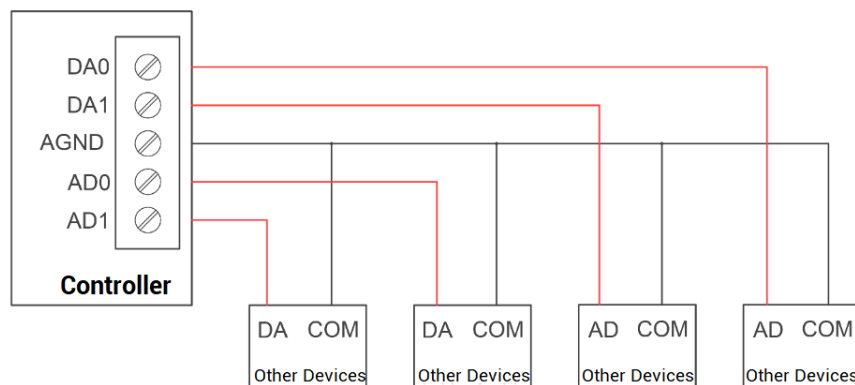 DA0
DA1
AGND
AD0
AD1
Controller
DA COM
Other Devices
DA COM
Other Devices
AD COM
Other Devices
AD COM
Other Devices